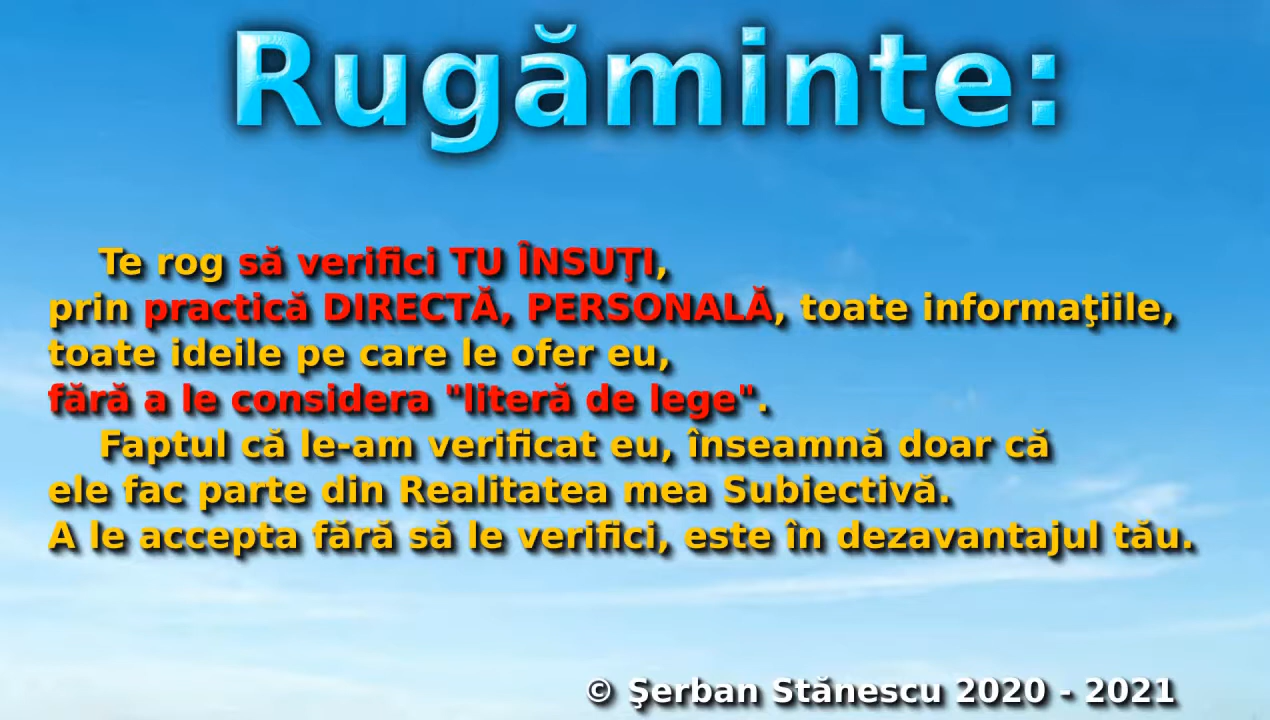 Rugăminte:
Te rog să verifici TU ÎNSUŢI,
prin practică DIRECTĂ, PERSONALĂ, toate informaţiile,
toate ideile pe care le ofer eu,
fără a le considera "literă de lege".
Faptul că le-am verificat eu, înseamnă doar că
ele fac parte din Realitatea mea Subiectivă.
A le accepta fără să le verifici, este în dezavantajul tău.
© Şerban Stănescu 2020 - 2021